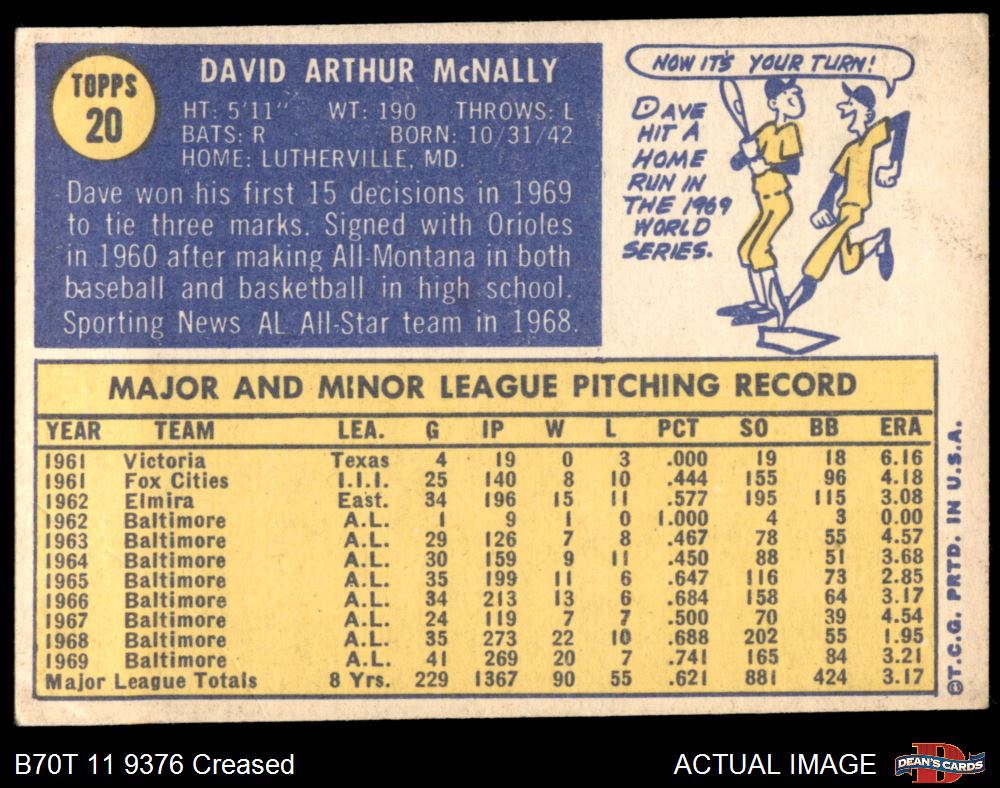 TOPPS
20
DAVID ARTHUR McNALLY
HT: 5'11" WT: 190 THROWS: L
BATS: R BORN: 10/31/42
HOME: LUTHERVILLE, MD.
Dave won his first 15 decisions in 1969
to tie three marks. Signed with Orioles
in 1960 after making All-Montana in both
baseball and basketball in high school.
Sporting News AL All-Star team in 1968.
NOW IT'S YOUR TURN!
DAVE
HIT A
HOME
RUN IN
THE 1969
WORLD
SERIES.
MAJOR AND MINOR LEAGUE PITCHING RECORD
YEAR TEAM LEA. G IP W L PCT SO BB ERA
1961 Victoria Texas 4 19 0 3 .000 19 18 6.16
1961 Fox Cities I.I.I. 25 140 8 10 .444 155 96 4.18
1962 Elmira East. 34 196 15 11 .577 195 115 3.08
1962 Baltimore A.L. 1 9 1 0 1.000 4 3 0.00
1963 Baltimore A.L. 29 126 7 8 .467 78 55 4.57
1964 Baltimore A.L. 30 159 9 11 .450 88 51 3.68
1965 Baltimore A.L. 35 199 11 6 .647 116 73 2.85
1966 Baltimore A.L. 34 213 13 6 .684 158 64 3.17
1967 Baltimore A.L. 24 119 7 7 .500 70 39 4.54
1968 Baltimore A.L. 35 273 22 10 .688 202 55 1.95
1969 Baltimore A.L. 41 269 20 7 .741 165 84 3.21
Major League Totals 8 Yrs. 229 1367 90 55 .621 881 424 3.17
©T.C.G. PRTD. IN U.S.A.
B70T 11 9376 Creased
ACTUAL IMAGE
DEAN'S CARDS